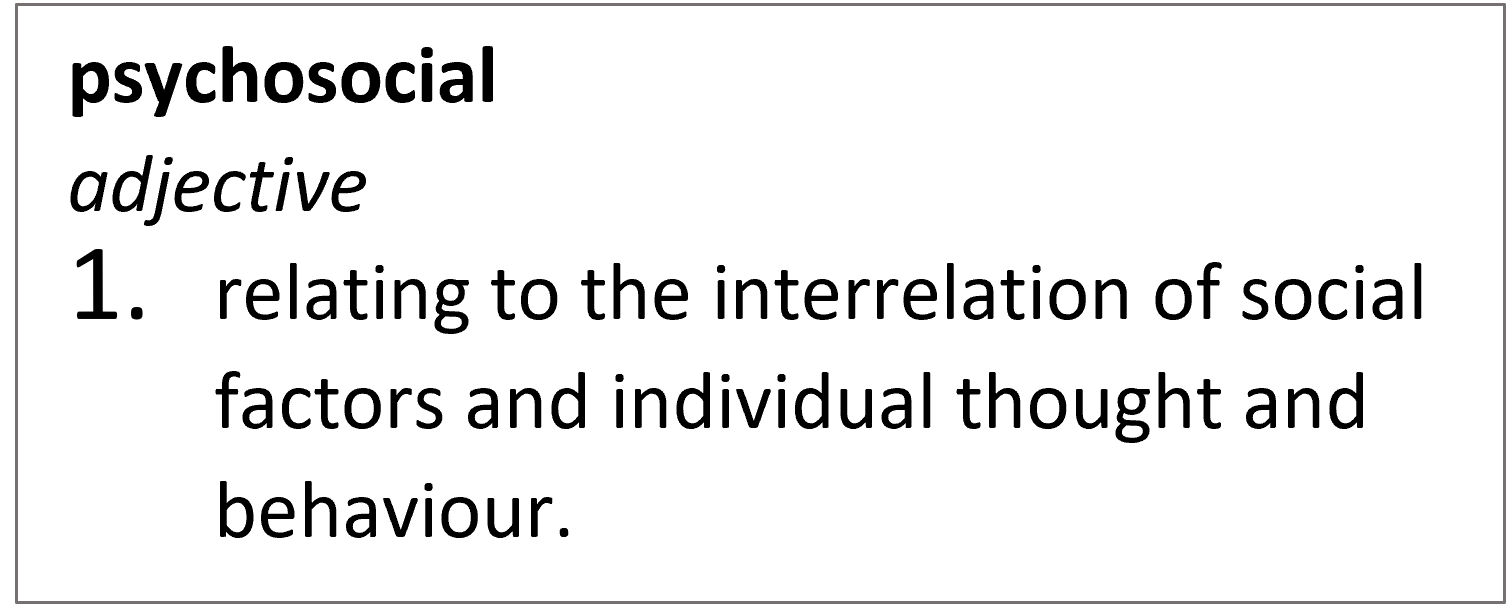 psychosocial
adjective
1. relating to the interrelation of social
factors and individual thought and
behaviour.